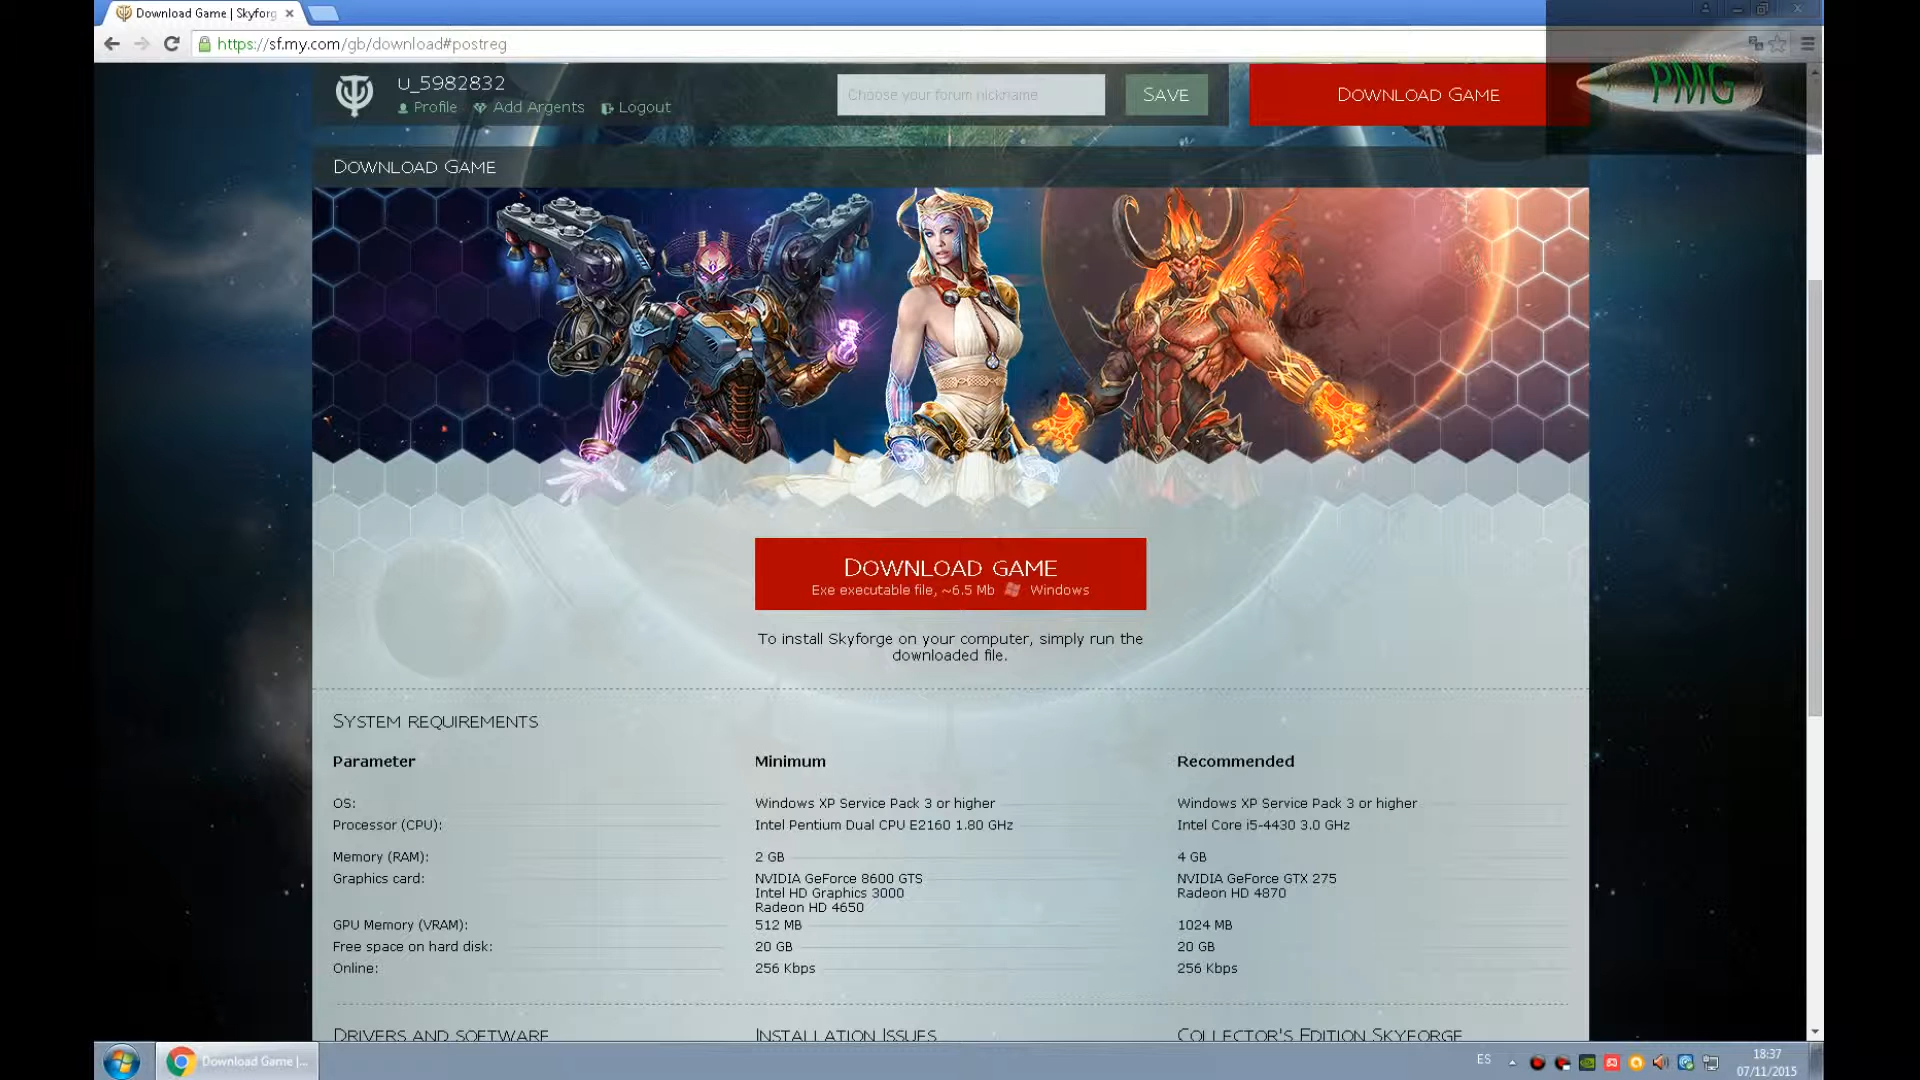 Download Game | Skyforg
https://sf.my.com/gb/download#postreg
PMG
u_5982832
Profile
Add Argents
Logout
Choose your forum nickname
SAVE
DOWNLOAD GAME
DOWNLOAD GAME
DOWNLOAD GAME
Exe executable file, ~6.5 Mb Windows
To install Skyforge on your computer, simply run the
downloaded file.
SYSTEM REQUIREMENTS
Parameter Minimum Recommended
OS: Windows XP Service Pack 3 or higher Windows XP Service Pack 3 or higher
Processor (CPU): Intel Pentium Dual CPU E2160 1.80 GHz Intel Core i5-4430 3.0 GHz
Memory (RAM): 2 GB 4 GB
Graphics card: NVIDIA GeForce 8600 GTS NVIDIA GeForce GTX 275
Intel HD Graphics 3000 Radeon HD 4870
Radeon HD 4650
GPU Memory (VRAM): 512 MB 1024 MB
Free space on hard disk: 20 GB 20 GB
Online: 256 Kbps 256 Kbps
DRIVERS AND SOFTWARE INSTALLATION ISSUES COLLECTOR'S EDITION SKYFORGE
Download Game |...
ES
18:37
07/11/2015